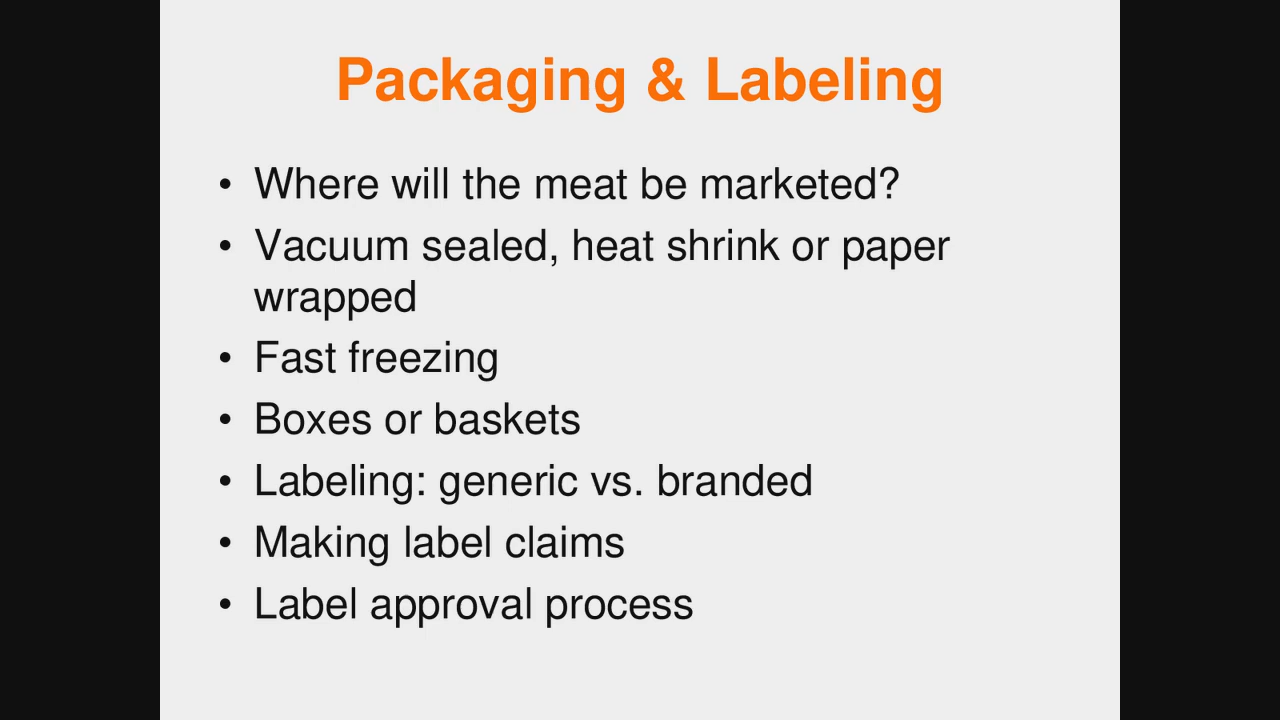 Packaging & Labeling
• Where will the meat be marketed?
• Vacuum sealed, heat shrink or paper
wrapped
• Fast freezing
• Boxes or baskets
• Labeling: generic vs. branded
• Making label claims
• Label approval process